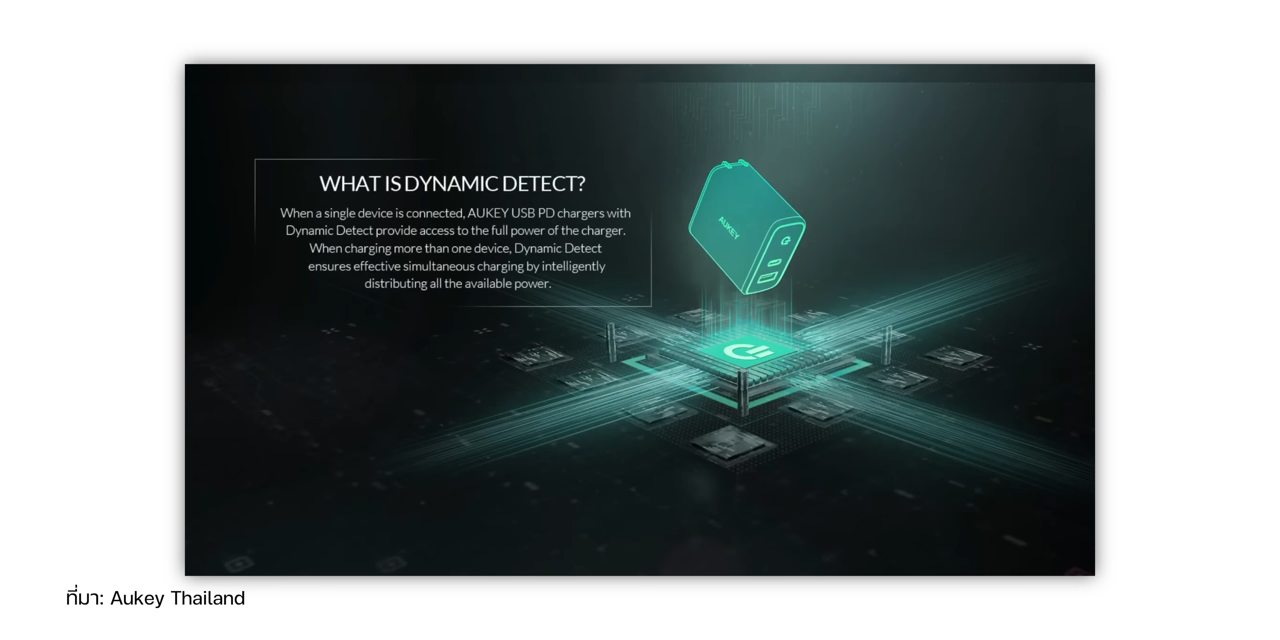 WHAT IS DYNAMIC DETECT?
When a single device is connected, AUKEY USB PD chargers with
Dynamic Detect provide access to the full power of the charger.
When charging more than one device, Dynamic Detect
ensures effective simultaneous charging by intelligently
distributing all the available power.
AUKEY
ที่มา: Aukey Thailand